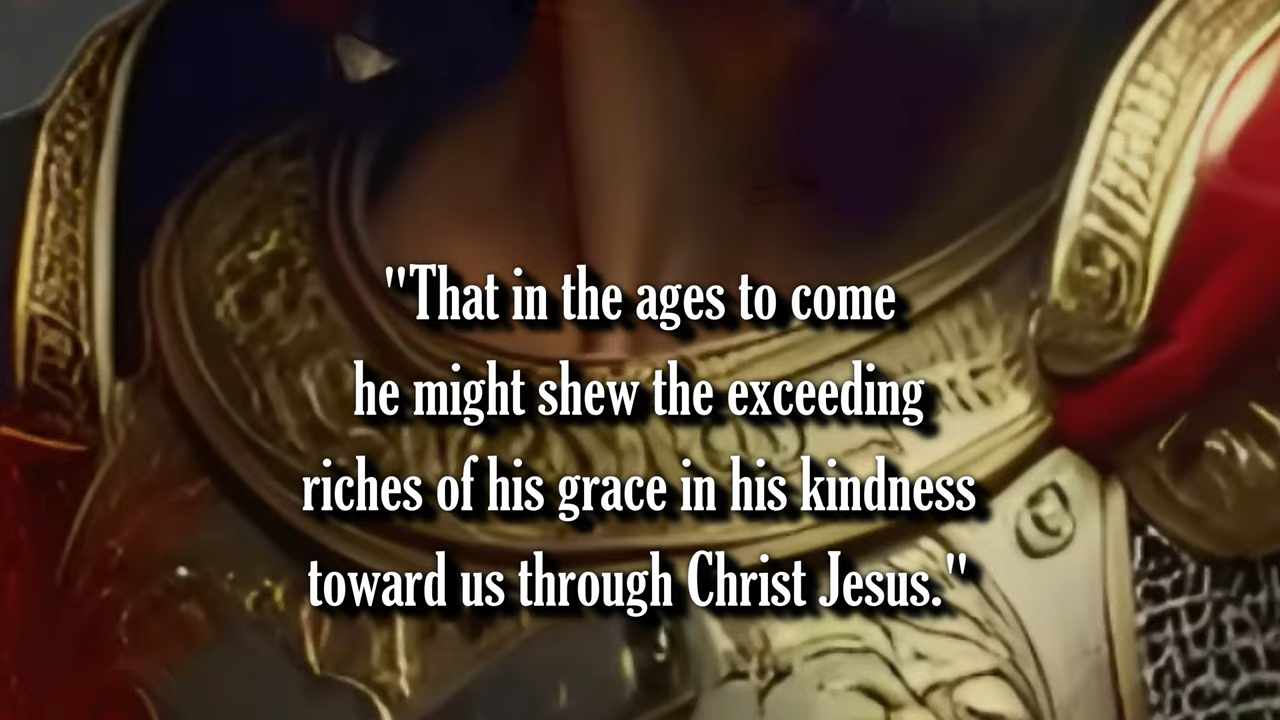 "That in the ages to come
he might shew the exceeding
riches of his grace in his kindness
toward us through Christ Jesus."